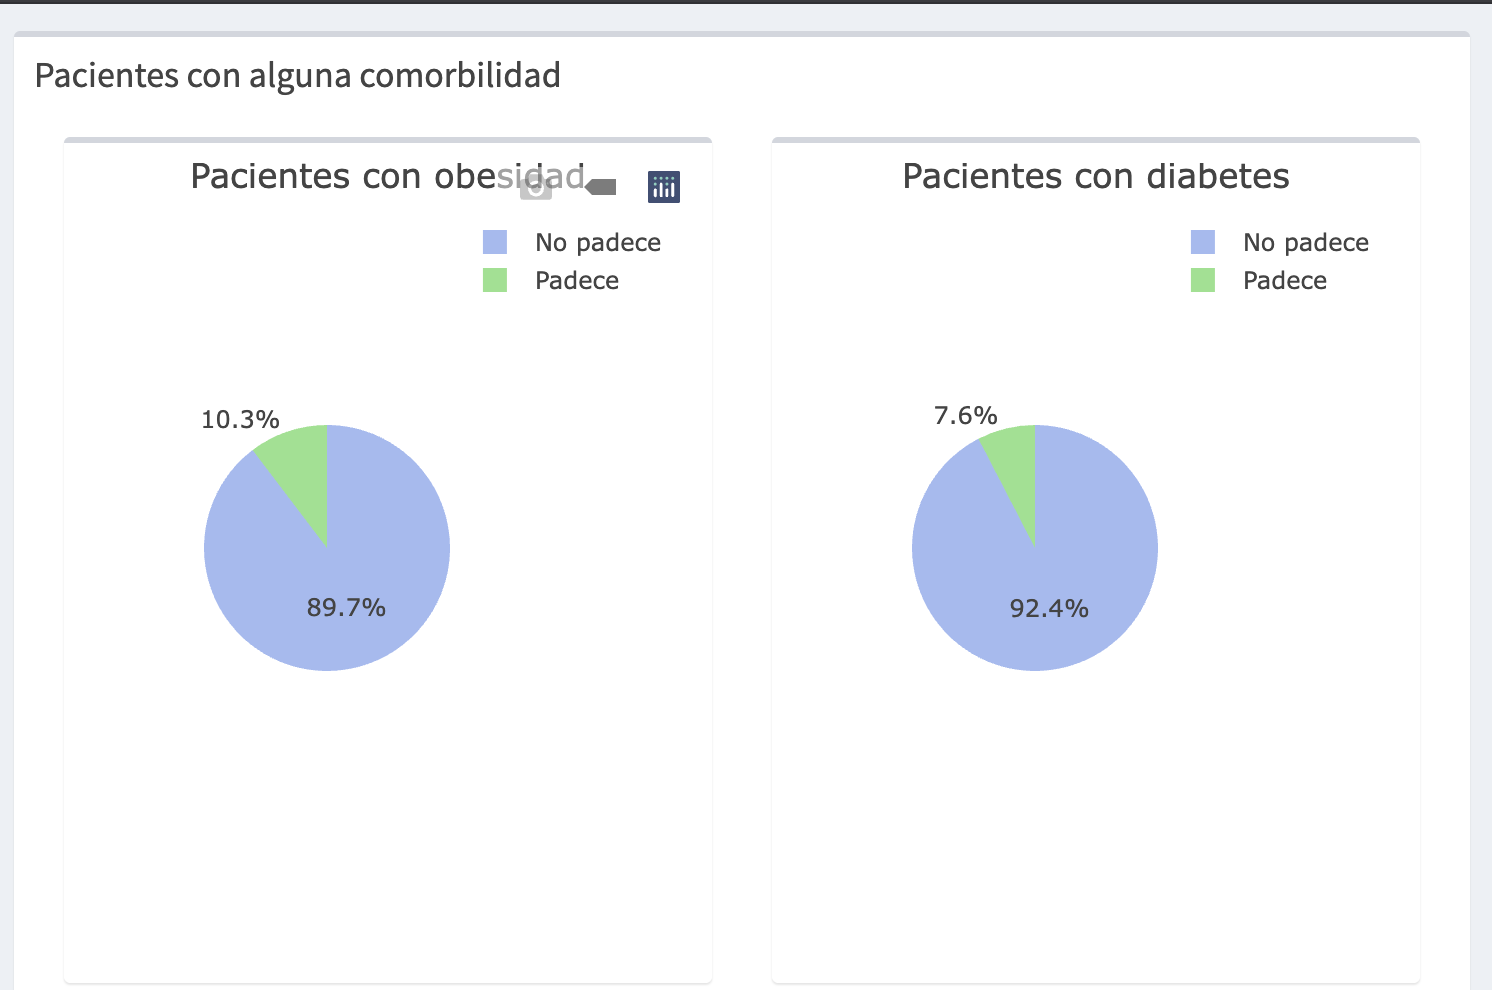 Pacientes con alguna comorbilidad
Pacientes con obesidad
No padece
Padece
10.3%
89.7%
Pacientes con diabetes
No padece
Padece
7.6%
92.4%